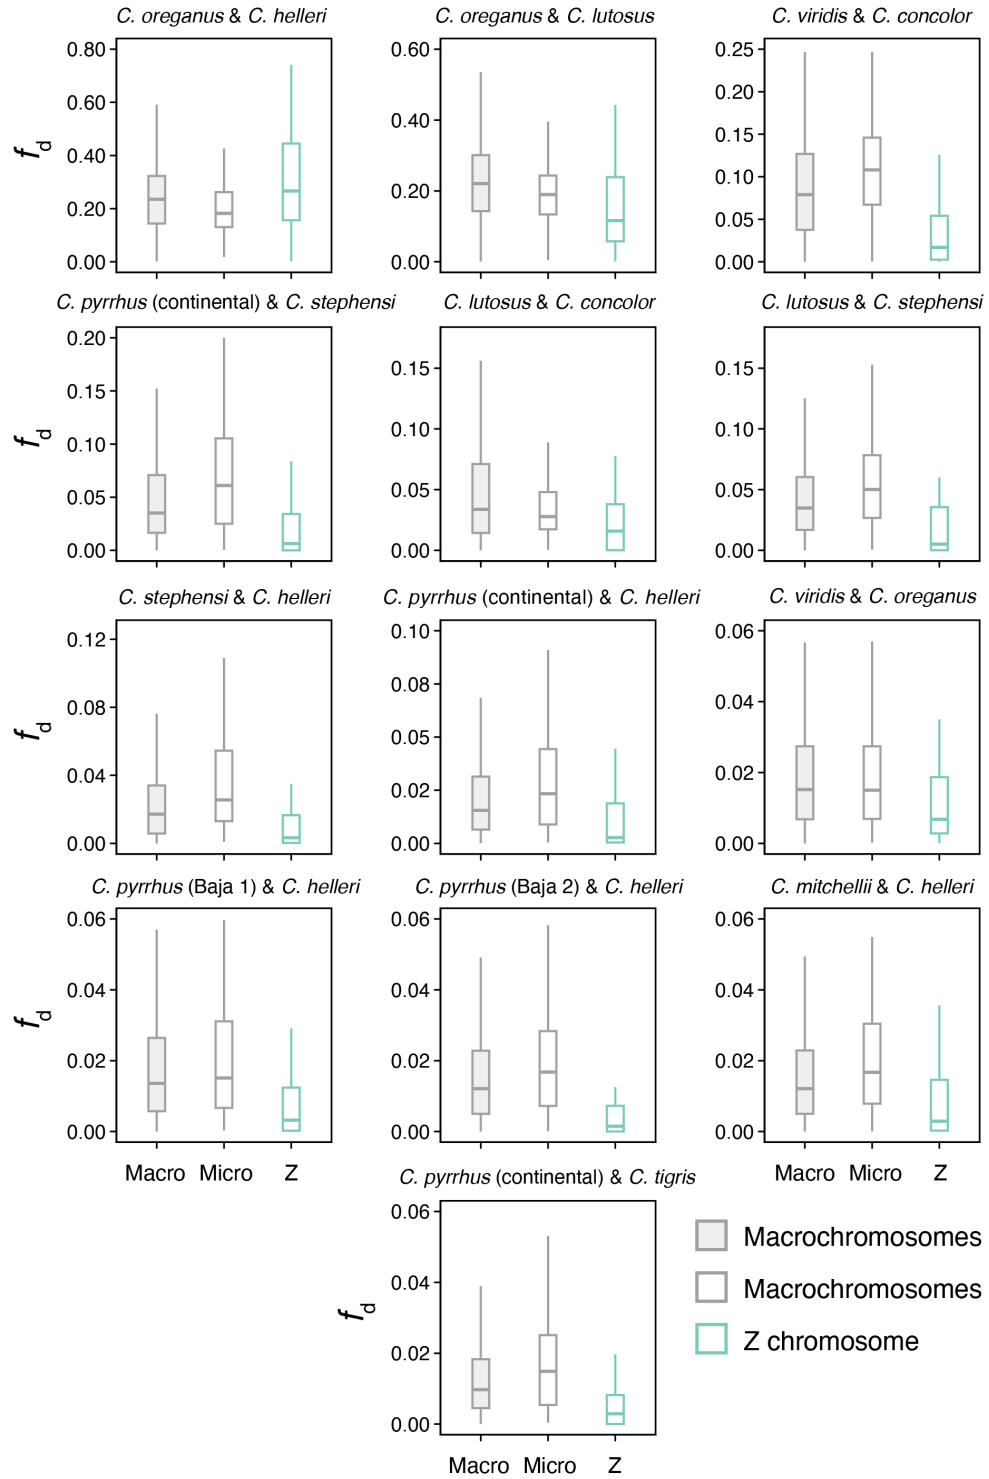 C. oreganus & C. helleri
C. oreganus & C. lutosus
C. viridis & C. concolor
fd
0.80
0.60
0.40
0.20
0.00
0.60
0.40
0.20
0.00
0.25
0.20
0.15
0.10
0.05
0.00
C. pyrrhus (continental) & C. stephensi
C. lutosus & C. concolor
C. lutosus & C. stephensi
fd
0.20
0.15
0.10
0.05
0.00
0.15
0.10
0.05
0.00
0.15
0.10
0.05
0.00
C. stephensi & C. helleri
C. pyrrhus (continental) & C. helleri
C. viridis & C. oreganus
fd
0.12
0.08
0.04
0.00
0.10
0.08
0.05
0.02
0.00
0.06
0.04
0.02
0.00
C. pyrrhus (Baja 1) & C. helleri
C. pyrrhus (Baja 2) & C. helleri
C. mitchellii & C. helleri
fd
0.06
0.04
0.02
0.00
0.06
0.04
0.02
0.00
0.06
0.04
0.02
0.00
Macro Micro Z
Macro Micro Z
C. pyrrhus (continental) & C. tigris
fd
0.06
0.04
0.02
0.00
Macro Micro Z
Macrochromosomes
Macrochromosomes
Z chromosome